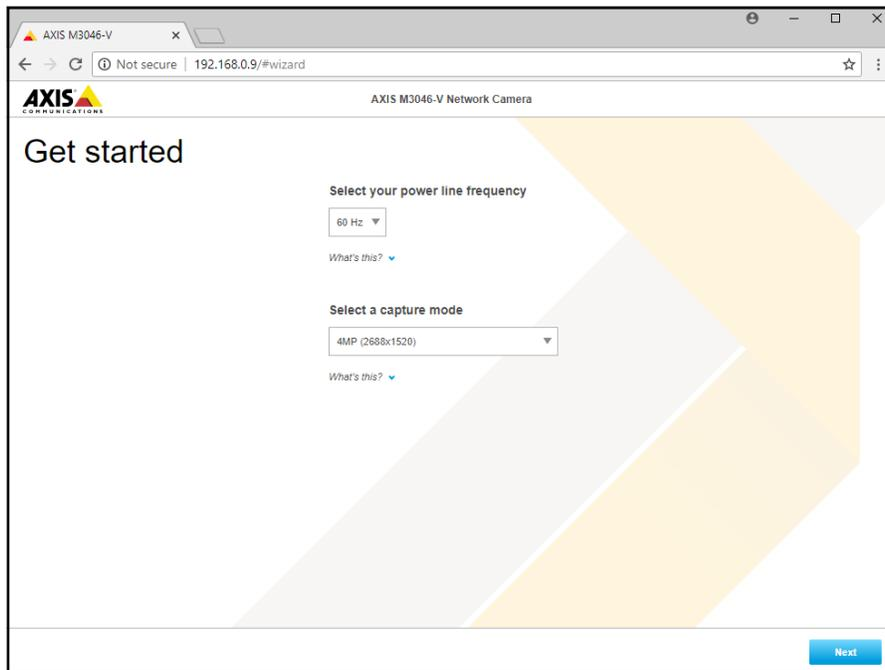 AXIS M3046-V
Not secure | 192.168.0.9/#wizard
AXIS
COMMUNICATIONS
AXIS M3046-V Network Camera
Get started
Select your power line frequency
60 Hz
What's this?
Select a capture mode
4MP (2688x1520)
What's this?
Next